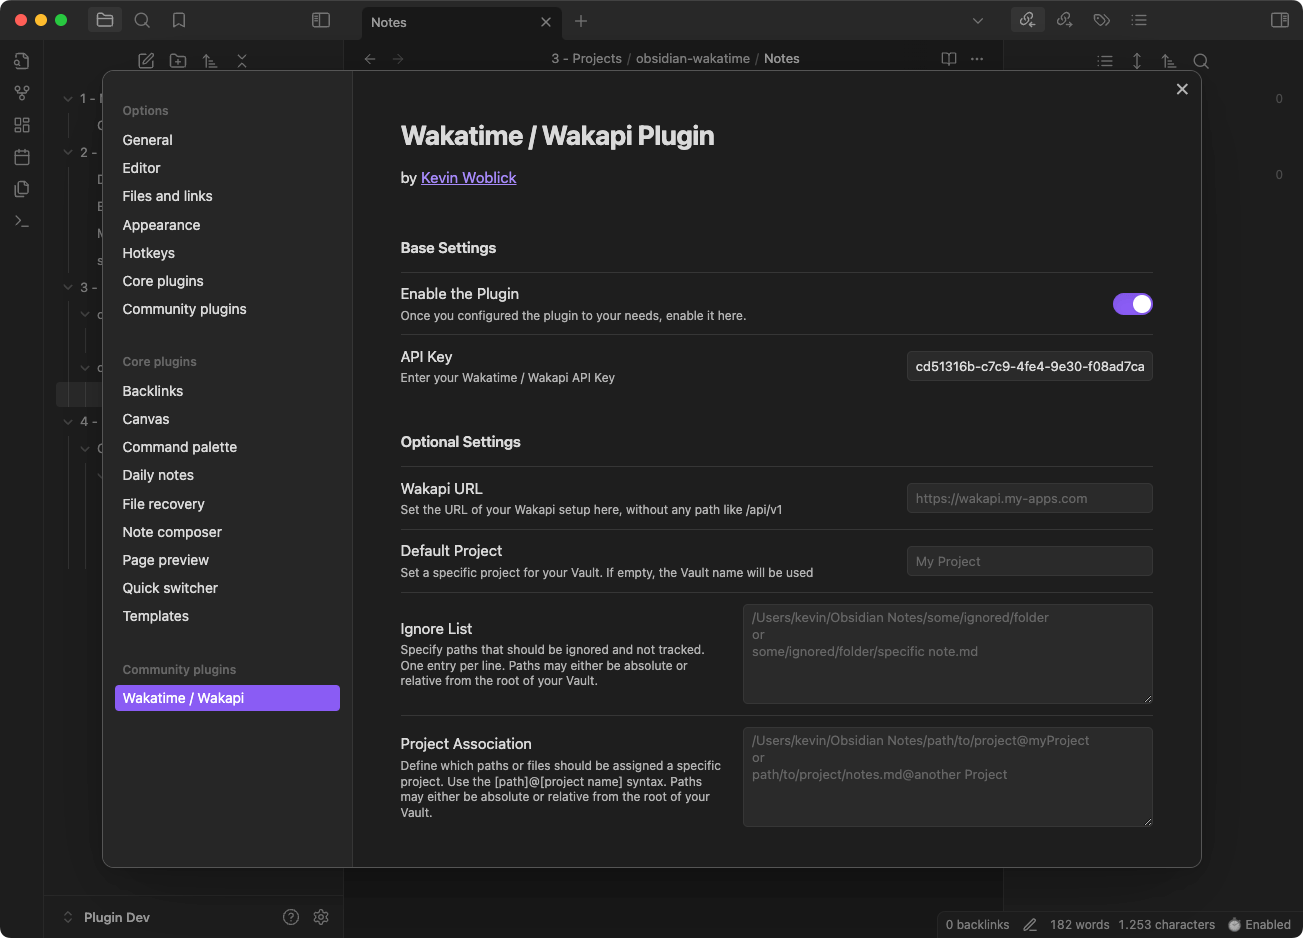 Notes
3 - Projects / obsidian-wakatime / Notes
1 -
2 -
3 -
4 -
0
0
Options
General
Editor
Files and links
Appearance
Hotkeys
Core plugins
Community plugins
Core plugins
Backlinks
Canvas
Command palette
Daily notes
File recovery
Note composer
Page preview
Quick switcher
Templates
Community plugins
Wakatime / Wakapi
Wakatime / Wakapi Plugin
by Kevin Woblick
Base Settings
Enable the Plugin
Once you configured the plugin to your needs, enable it here.
API Key
Enter your Wakatime / Wakapi API Key
cd51316b-c7c9-4fe4-9e30-f08ad7ca
Optional Settings
Wakapi URL
Set the URL of your Wakapi setup here, without any path like /api/v1
https://wakapi.my-apps.com
Default Project
Set a specific project for your Vault. If empty, the Vault name will be used
My Project
Ignore List
Specify paths that should be ignored and not tracked.
One entry per line. Paths may either be absolute or
relative from the root of your Vault.
/Users/kevin/Obsidian Notes/some/ignored/folder
or
some/ignored/folder/specific note.md
Project Association
Define which paths or files should be assigned a specific
project. Use the [path]@[project name] syntax. Paths
may either be absolute or relative from the root of your
Vault.
/Users/kevin/Obsidian Notes/path/to/project@myProject
or
path/to/project/notes.md@another Project
Plugin Dev
0 backlinks 182 words 1.253 characters Enabled